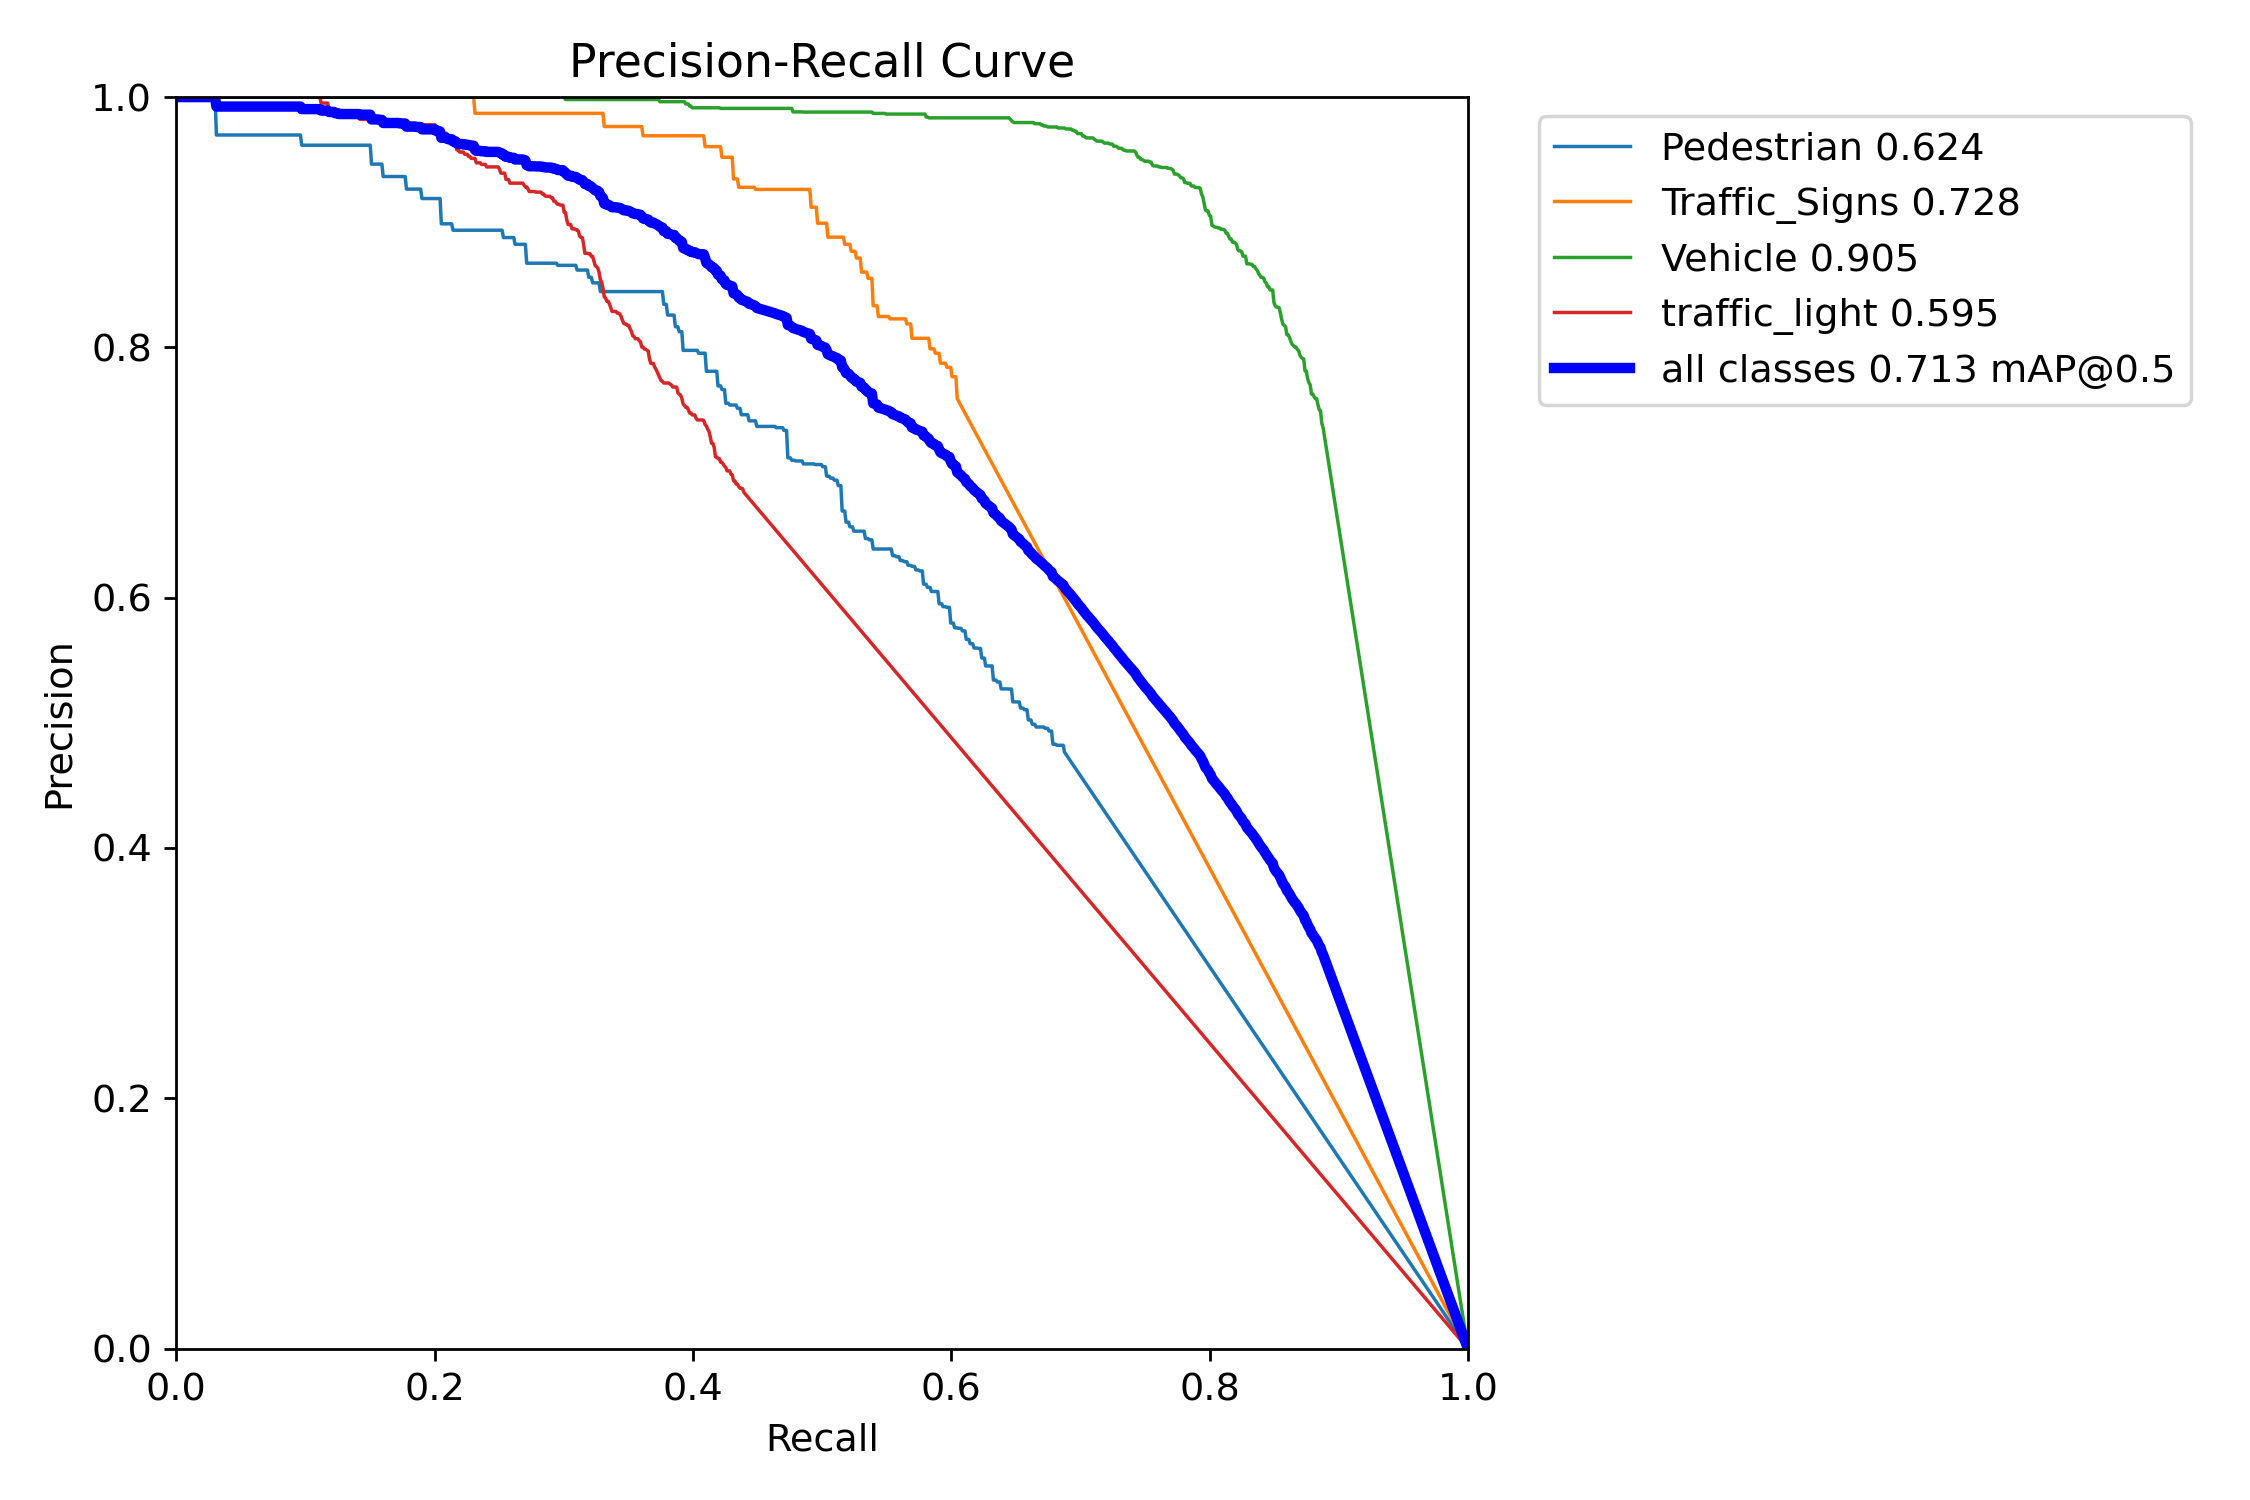 Precision-Recall Curve
1.0
0.8
0.6
0.4
0.2
0.0
Precision
0.0 0.2 0.4 0.6 0.8 1.0
Recall
Pedestrian 0.624
Traffic_Signs 0.728
Vehicle 0.905
traffic_light 0.595
all classes 0.713 mAP@0.5